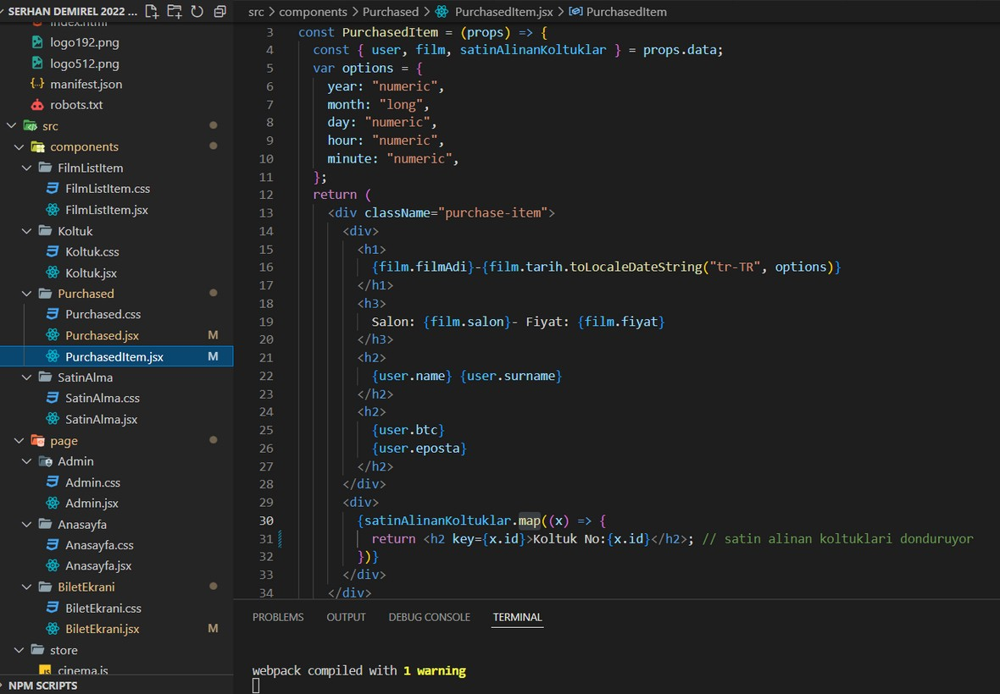 SERHAN DEMIREL 2022 ...
index.html
logo192.png
logo512.png
{..} manifest.json
robots.txt
src
components
FilmListItem
FilmListItem.css
FilmListItem.jsx
Koltuk
Koltuk.css
Koltuk.jsx
Purchased
Purchased.css
Purchased.jsx M
PurchasedItem.jsx M
SatinAlma
SatinAlma.css
SatinAlma.jsx
page
Admin
Admin.css
Admin.jsx
Anasayfa
Anasayfa.css
Anasayfa.jsx
BiletEkrani
BiletEkrani.css
BiletEkrani.jsx M
store
JS cinema.js
NPM SCRIPTS
src > components > Purchased > PurchasedItem.jsx > PurchasedItem
3 const PurchasedItem = (props) => {
4 const { user, film, satinAlinanKoltuklar } = props.data;
5 var options = {
6 year: "numeric",
7 month: "long",
8 day: "numeric",
9 hour: "numeric",
10 minute: "numeric",
11 };
12 return (
13 <div className="purchase-item">
14 <div>
15 <h1>
16 {film.filmAdi}-{film.tarih.toLocaleDateString("tr-TR", options)}
17 </h1>
18 <h3>
19 Salon: {film.salon}- Fiyat: {film.fiyat}
20 </h3>
21 <h2>
22 {user.name} {user.surname}
23 </h2>
24 <h2>
25 {user.btc}
26 {user.eposta}
27 </h2>
28 </div>
29 <div>
30 {satinAlinanKoltuklar.map((x) => {
31 return <h2 key={x.id}>Koltuk No:{x.id}</h2>; // satin alinan koltuklari donduruyor
32 })}
33 </div>
34 </div>
PROBLEMS OUTPUT DEBUG CONSOLE TERMINAL
webpack compiled with 1 warning